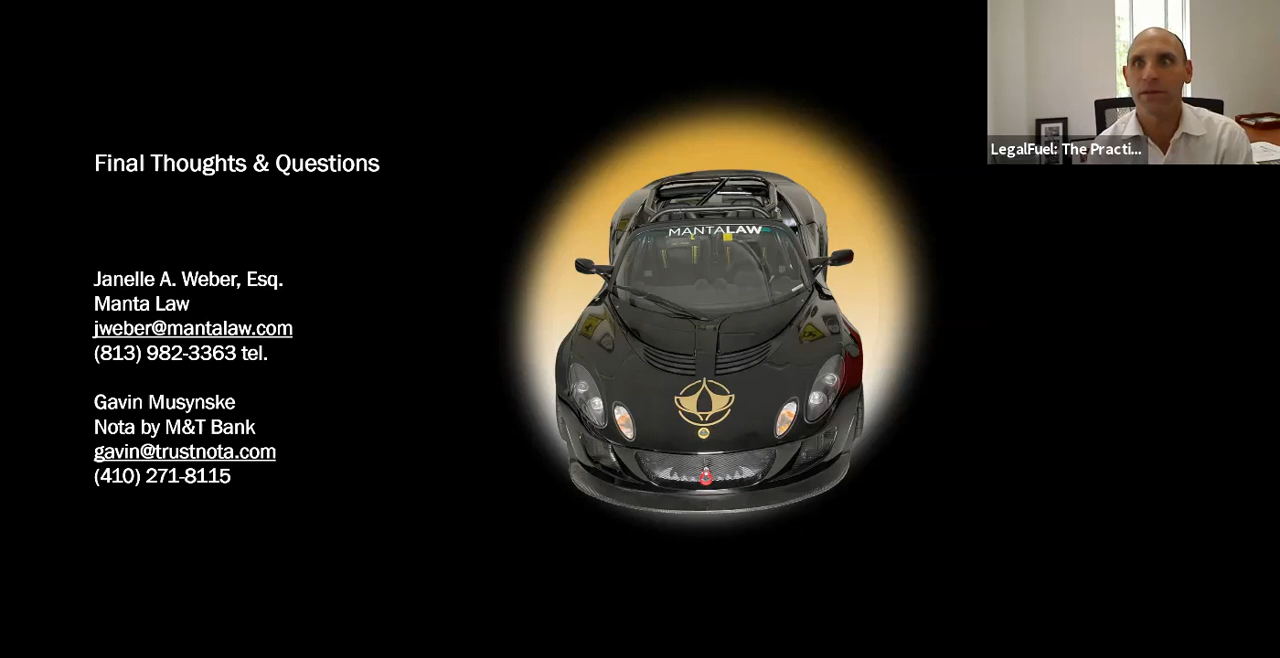 LegalFuel: The Practi...
Final Thoughts & Questions
MANTALAW
Janelle A. Weber, Esq.
Manta Law
jweber@mantalaw.com
(813) 982-3363 tel.
Gavin Musynske
Nota by M&T Bank
gavin@trustnota.com
(410) 271-8115